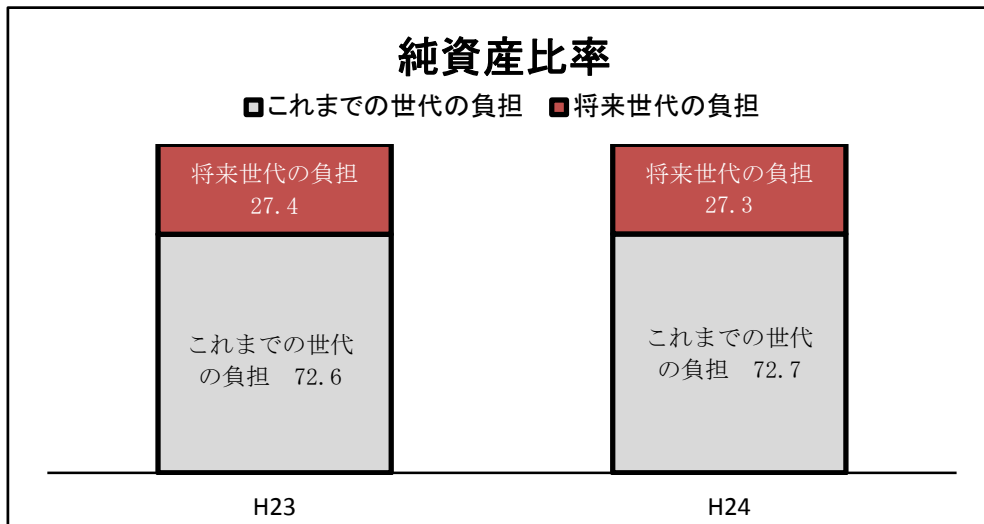 純資産比率
これまでの世代の負担 将来世代の負担
将来世代の負担
27.4
将来世代の負担
27.3
これまでの世代
の負担　72.6
これまでの世代
の負担　72.7
H23
H24